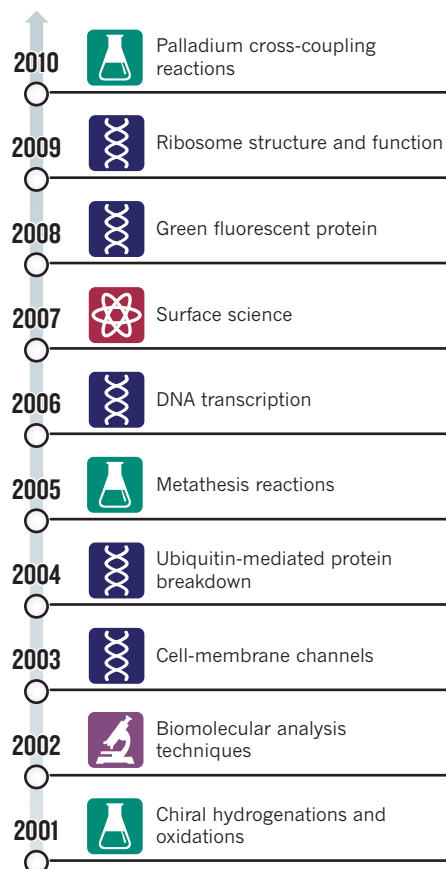 2010
Palladium cross-coupling
reactions
2009
Ribosome structure and function
2008
Green fluorescent protein
2007
Surface science
2006
DNA transcription
2005
Metathesis reactions
2004
Ubiquitin-mediated protein
breakdown
2003
Cell-membrane channels
2002
Biomolecular analysis
techniques
2001
Chiral hydrogenations and
oxidations